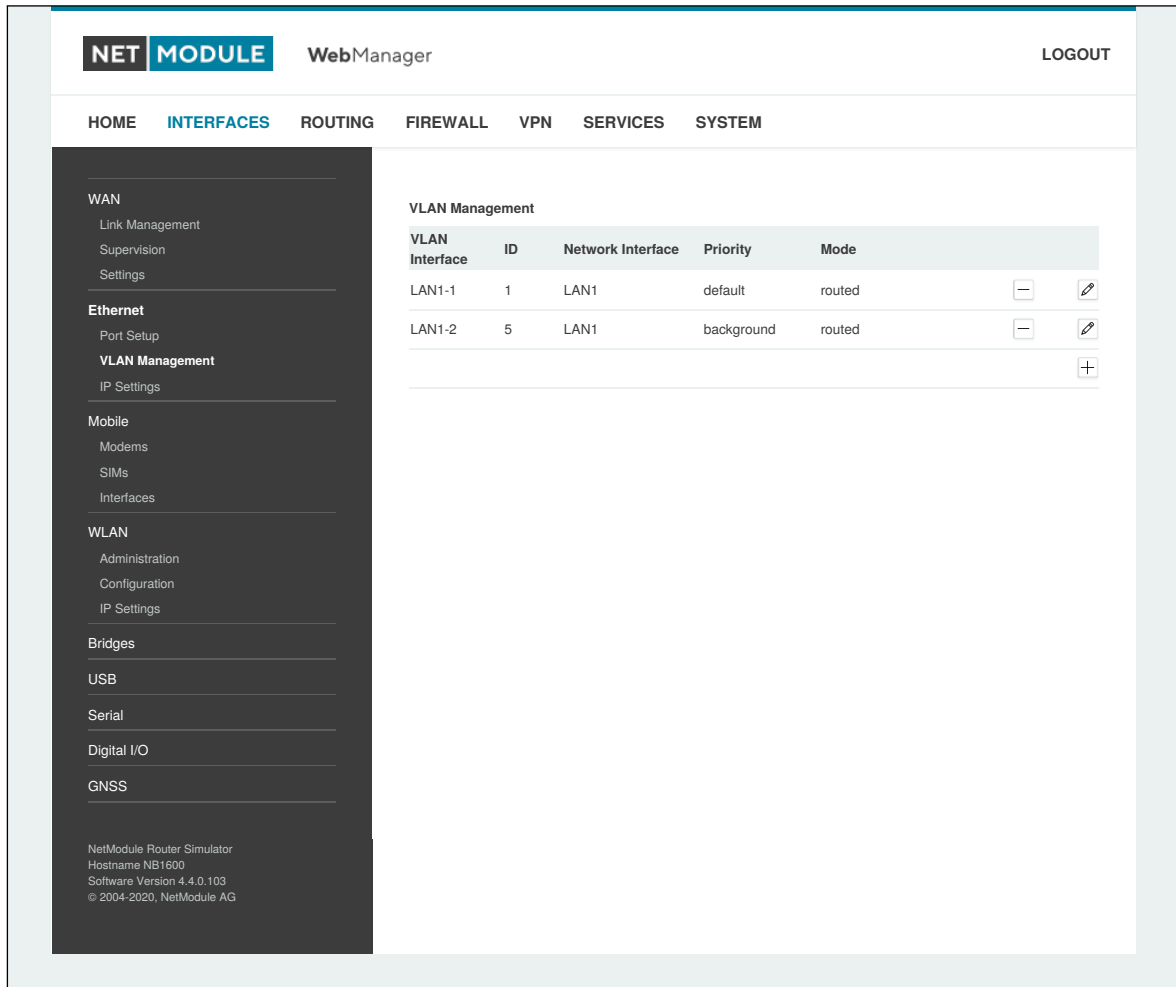 NET MODULE WebManager LOGOUT
HOME INTERFACES ROUTING FIREWALL VPN SERVICES SYSTEM
WAN
Link Management
Supervision
Settings
Ethernet
Port Setup
VLAN Management
IP Settings
Mobile
Modems
SIMs
Interfaces
WLAN
Administration
Configuration
IP Settings
Bridges
USB
Serial
Digital I/O
GNSS
NetModule Router Simulator
Hostname NB1600
Software Version 4.4.0.103
© 2004-2020, NetModule AG
VLAN Management
VLAN Interface ID Network Interface Priority Mode
LAN1-1 1 LAN1 default routed
LAN1-2 5 LAN1 background routed